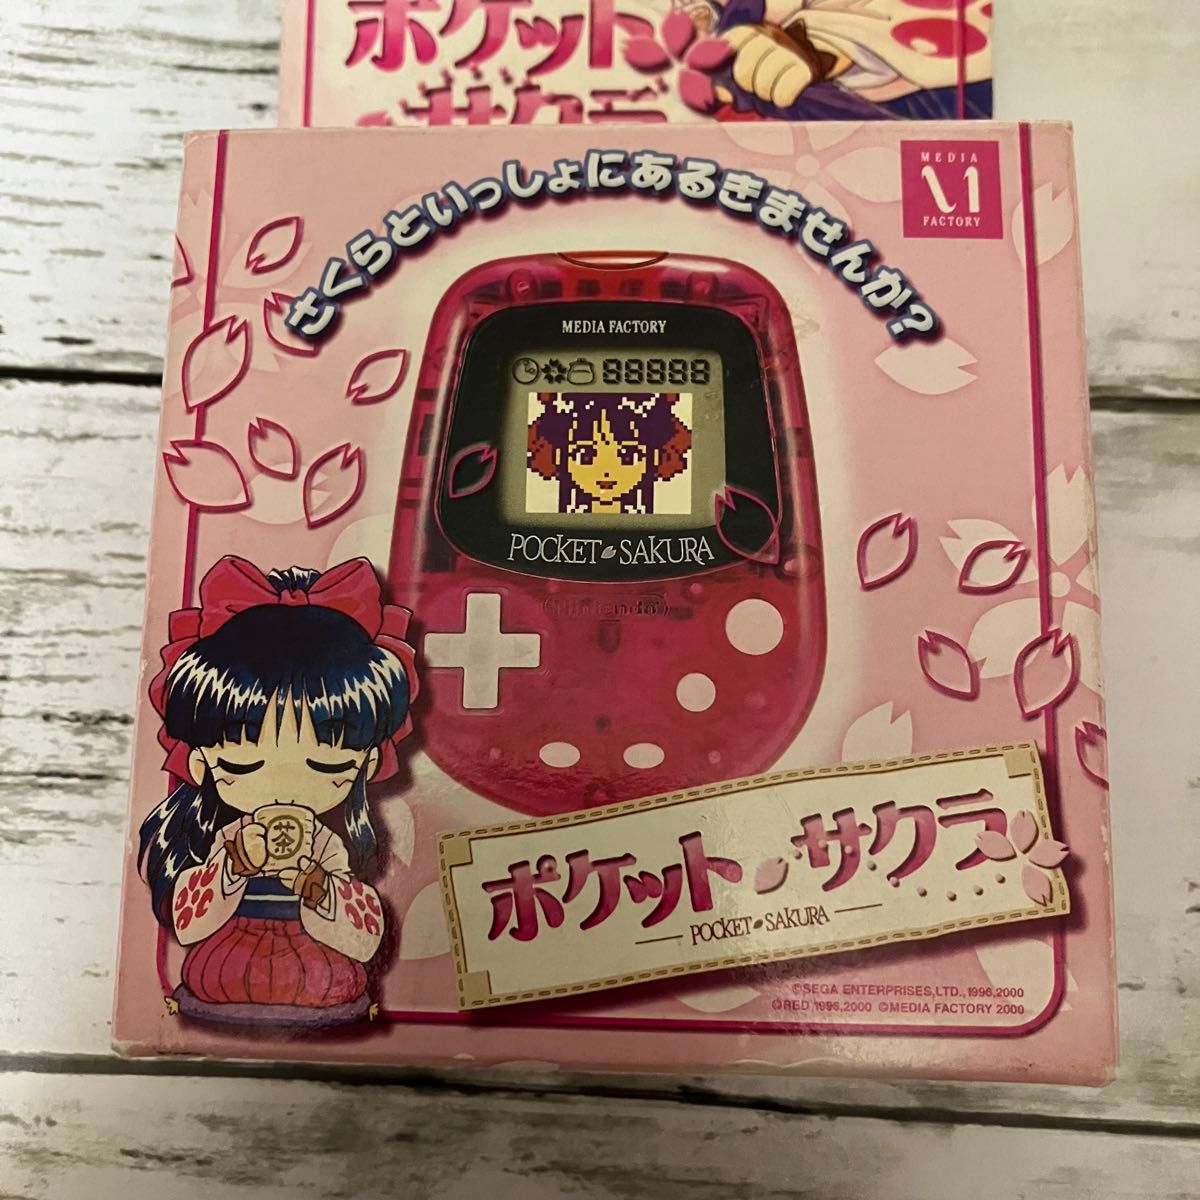 ポケット
サクラ
さくらといっしょにあるきませんか?
MEDIA
FACTORY
MEDIA FACTORY
88888
POCKET SAKURA
Nintendo
茶
ポケット・サクラ
POCKET SAKURA
©SEGA ENTERPRISES,LTD.,1996,2000
©RED 1996,2000 ©MEDIA FACTORY 2000